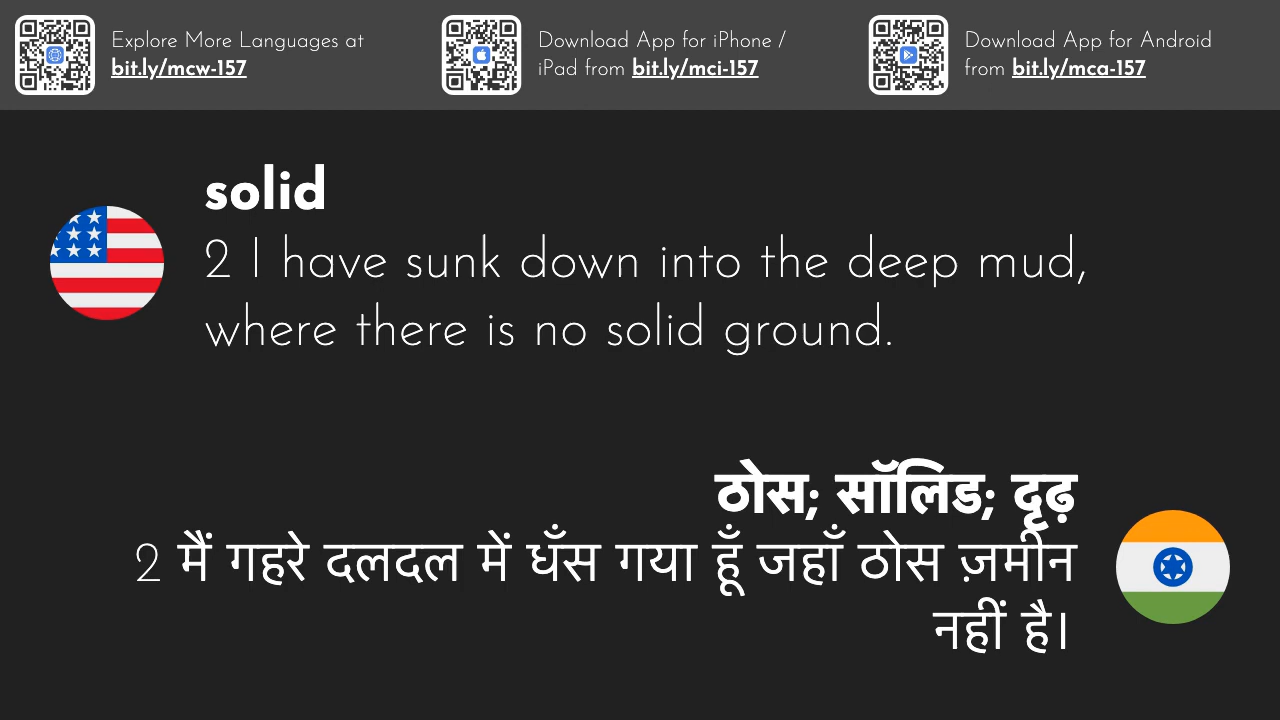 Explore More Languages at
bit.ly/mcw-157
Download App for iPhone /
iPad from bit.ly/mci-157
Download App for Android
from bit.ly/mca-157
solid
2 I have sunk down into the deep mud,
where there is no solid ground.
ठोस; सॉलिड; दृढ़
2 मैं गहरे दलदल में धँस गया हूँ जहाँ ठोस ज़मीन
नहीं है।